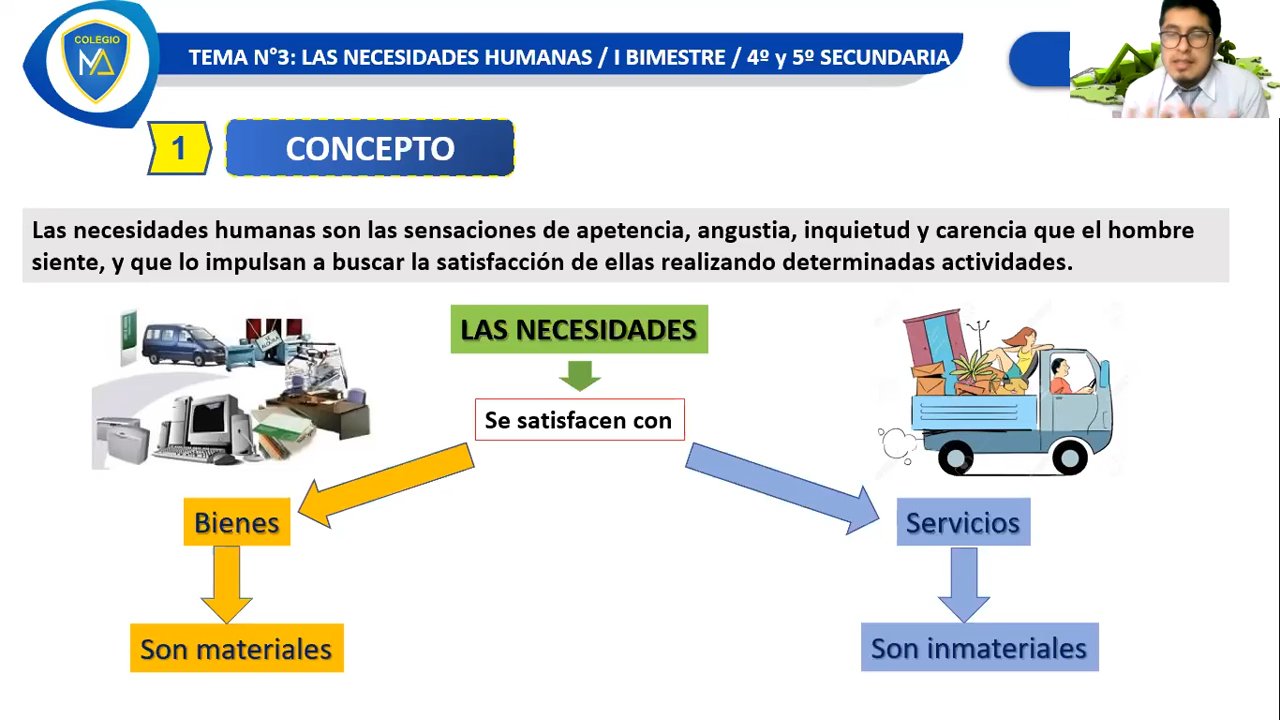 COLEGIO
MA
TEMA N°3: LAS NECESIDADES HUMANAS / I BIMESTRE / 4º y 5º SECUNDARIA
1
CONCEPTO
Las necesidades humanas son las sensaciones de apetencia, angustia, inquietud y carencia que el hombre
siente, y que lo impulsan a buscar la satisfacción de ellas realizando determinadas actividades.
LAS NECESIDADES
Se satisfacen con
Bienes
Servicios
Son materiales
Son inmateriales